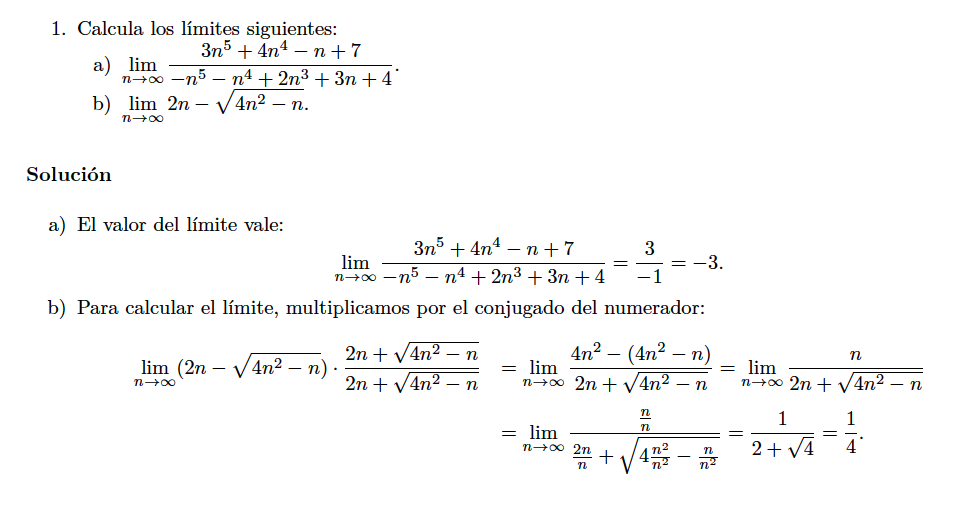 1. Calcula los límites siguientes:
a) $\lim_{n\to\infty} \frac{3n^5 + 4n^4 - n + 7}{-n^5 - n^4 + 2n^3 + 3n + 4}$.
b) $\lim_{n\to\infty} 2n - \sqrt{4n^2 - n}$.
Solución
a) El valor del límite vale:
$\lim_{n\to\infty} \frac{3n^5 + 4n^4 - n + 7}{-n^5 - n^4 + 2n^3 + 3n + 4} = \frac{3}{-1} = -3.$
b) Para calcular el límite, multiplicamos por el conjugado del numerador:
$\lim_{n\to\infty} (2n - \sqrt{4n^2 - n}) \cdot \frac{2n + \sqrt{4n^2 - n}}{2n + \sqrt{4n^2 - n}} = \lim_{n\to\infty} \frac{4n^2 - (4n^2 - n)}{2n + \sqrt{4n^2 - n}} = \lim_{n\to\infty} \frac{n}{2n + \sqrt{4n^2 - n}}$
$= \lim_{n\to\infty} \frac{\frac{n}{n}}{\frac{2n}{n} + \sqrt{4\frac{n^2}{n^2} - \frac{n}{n^2}}} = \frac{1}{2 + \sqrt{4}} = \frac{1}{4}.$